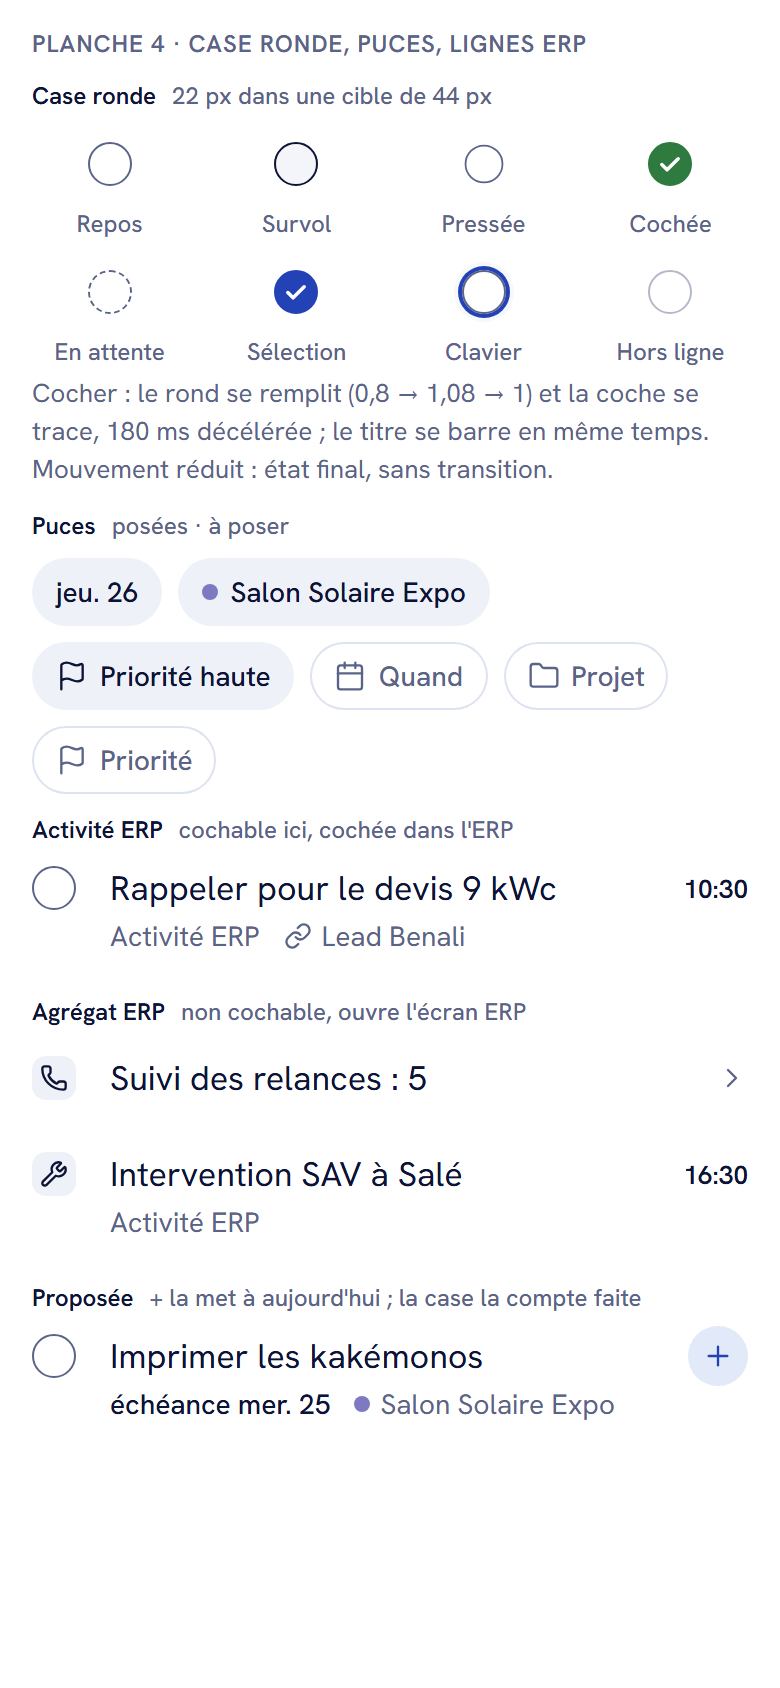 PLANCHE 4 · CASE RONDE, PUCES, LIGNES ERP
Case ronde 22 px dans une cible de 44 px
Repos Survol Pressée Cochée
En attente Sélection Clavier Hors ligne
Cocher : le rond se remplit (0,8 → 1,08 → 1) et la coche se
trace, 180 ms décélérée ; le titre se barre en même temps.
Mouvement réduit : état final, sans transition.
Puces posées · à poser
jeu. 26 Salon Solaire Expo
Priorité haute Quand Projet
Priorité
Activité ERP cochable ici, cochée dans l'ERP
Rappeler pour le devis 9 kWc 10:30
Activité ERP Lead Benali
Agrégat ERP non cochable, ouvre l'écran ERP
Suivi des relances : 5
Intervention SAV à Salé 16:30
Activité ERP
Proposée + la met à aujourd'hui ; la case la compte faite
Imprimer les kakémonos
échéance mer. 25 Salon Solaire Expo